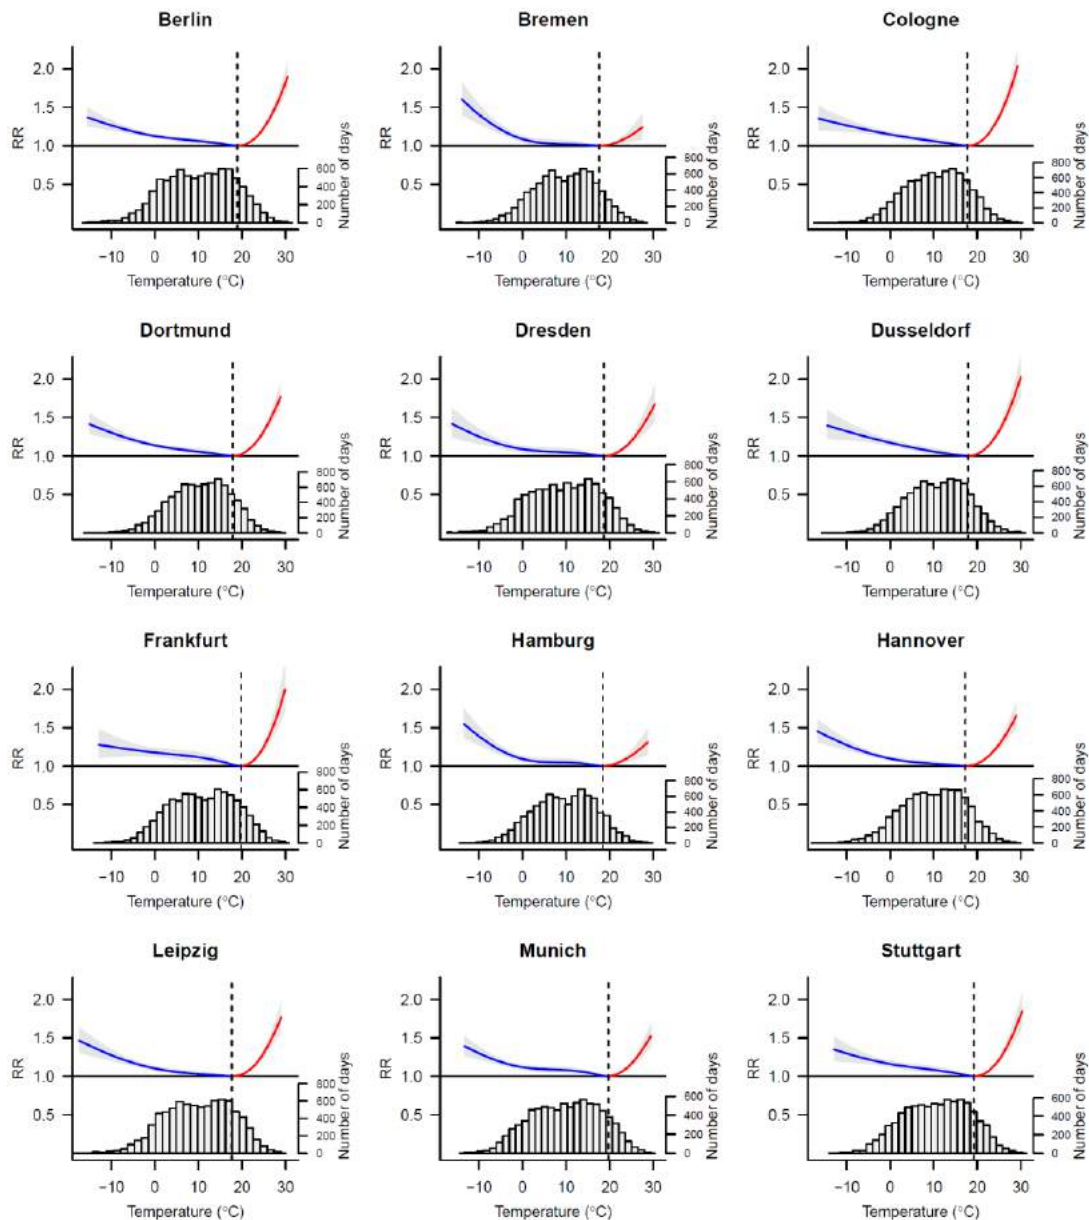 Berlin Bremen Cologne
2.0 2.0 2.0
1.5 1.5 1.5
RR 1.0 RR 1.0 RR 1.0
0.5 600 400 200 0 Number of days 0.5 800 600 400 200 0 Number of days 0.5 800 600 400 200 0 Number of days
−10 0 10 20 30 −10 0 10 20 30 −10 0 10 20 30
Temperature (°C) Temperature (°C) Temperature (°C)
Dortmund Dresden Dusseldorf
2.0 2.0 2.0
1.5 1.5 1.5
RR 1.0 RR 1.0 RR 1.0
0.5 800 600 400 200 0 Number of days 0.5 800 600 400 200 0 Number of days 0.5 800 600 400 200 0 Number of days
−10 0 10 20 30 −10 0 10 20 30 −10 0 10 20 30
Temperature (°C) Temperature (°C) Temperature (°C)
Frankfurt Hamburg Hannover
2.0 2.0 2.0
1.5 1.5 1.5
RR 1.0 RR 1.0 RR 1.0
0.5 800 600 400 200 0 Number of days 0.5 800 600 400 200 0 Number of days 0.5 800 600 400 200 0 Number of days
−10 0 10 20 30 −10 0 10 20 30 −10 0 10 20 30
Temperature (°C) Temperature (°C) Temperature (°C)
Leipzig Munich Stuttgart
2.0 2.0 2.0
1.5 1.5 1.5
RR 1.0 RR 1.0 RR 1.0
0.5 800 600 400 200 0 Number of days 0.5 600 400 200 0 Number of days 0.5 600 400 200 0 Number of days
−10 0 10 20 30 −10 0 10 20 30 −10 0 10 20 30
Temperature (°C) Temperature (°C) Temperature (°C)